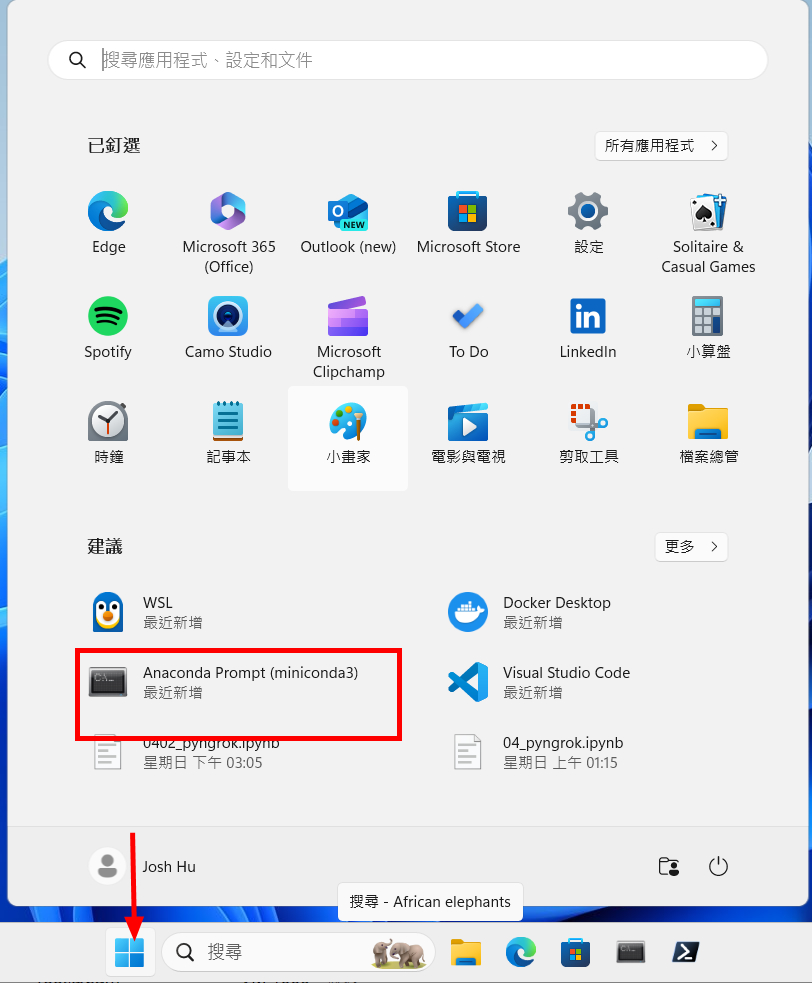 搜尋應用程式、設定和文件
已釘選
所有應用程式
Edge
Microsoft 365
(Office)
Outlook (new)
Microsoft Store
設定
Solitaire &
Casual Games
Spotify
Camo Studio
Microsoft
Clipchamp
To Do
LinkedIn
小算盤
時鐘
記事本
小畫家
電影與電視
剪取工具
檔案總管
建議
更多
WSL
最近新增
Docker Desktop
最近新增
Anaconda Prompt (miniconda3)
最近新增
Visual Studio Code
最近新增
0402_pyngrok.ipynb
星期日 下午 03:05
04_pyngrok.ipynb
星期日 上午 01:15
Josh Hu
搜尋 - African elephants
搜尋